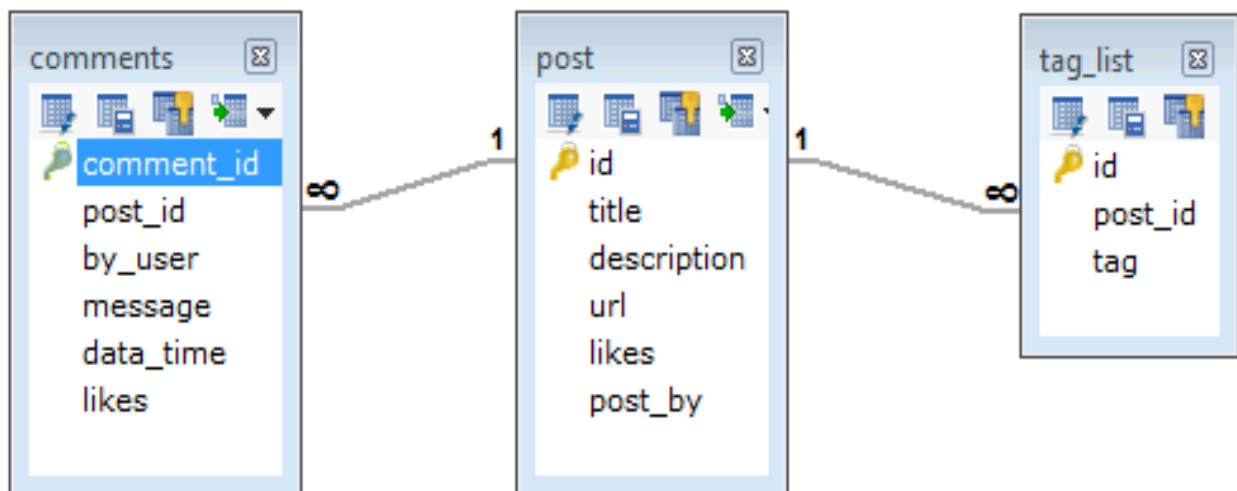 comments
comment_id
post_id
by_user
message
data_time
likes
1
∞
post
id
title
description
url
likes
post_by
1
∞
tag_list
id
post_id
tag